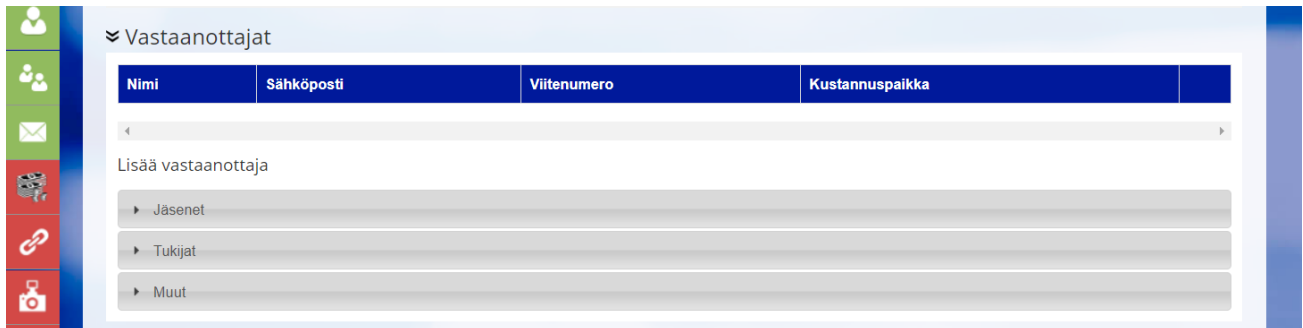 Vastaanottajat
Nimi Sähköposti Viitenumero Kustannuspaikka
Lisää vastaanottaja
Jäsenet
Tukijat
Muut